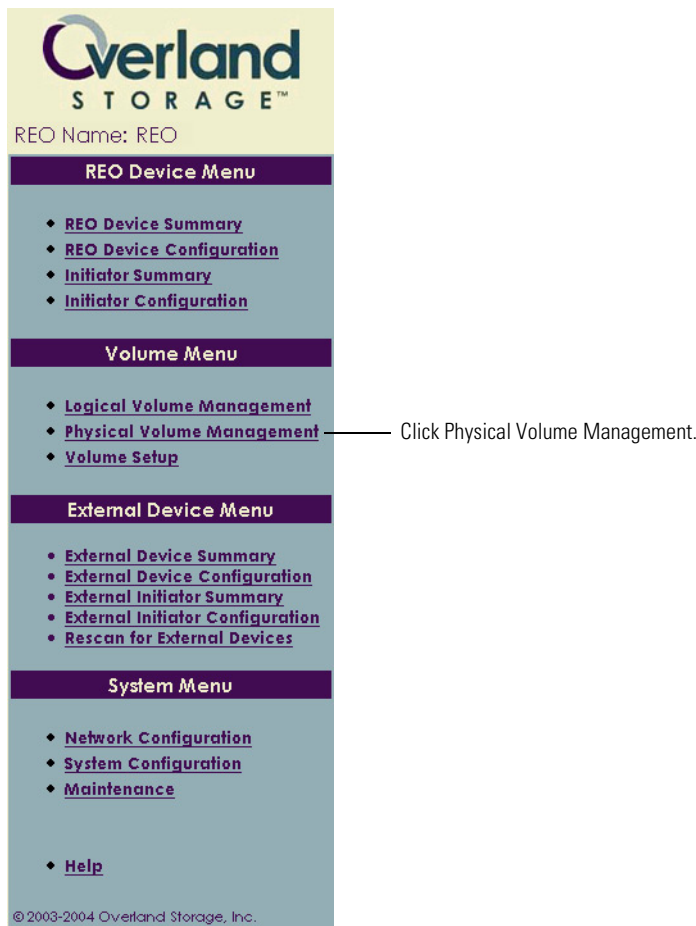 Overland
STORAGE™
REO Name: REO
REO Device Menu
REO Device Summary
REO Device Configuration
Initiator Summary
Initiator Configuration
Volume Menu
Logical Volume Management
Physical Volume Management
Click Physical Volume Management.
Volume Setup
External Device Menu
External Device Summary
External Device Configuration
External Initiator Summary
External Initiator Configuration
Rescan for External Devices
System Menu
Network Configuration
System Configuration
Maintenance
Help
© 2003-2004 Overland Storage, Inc.